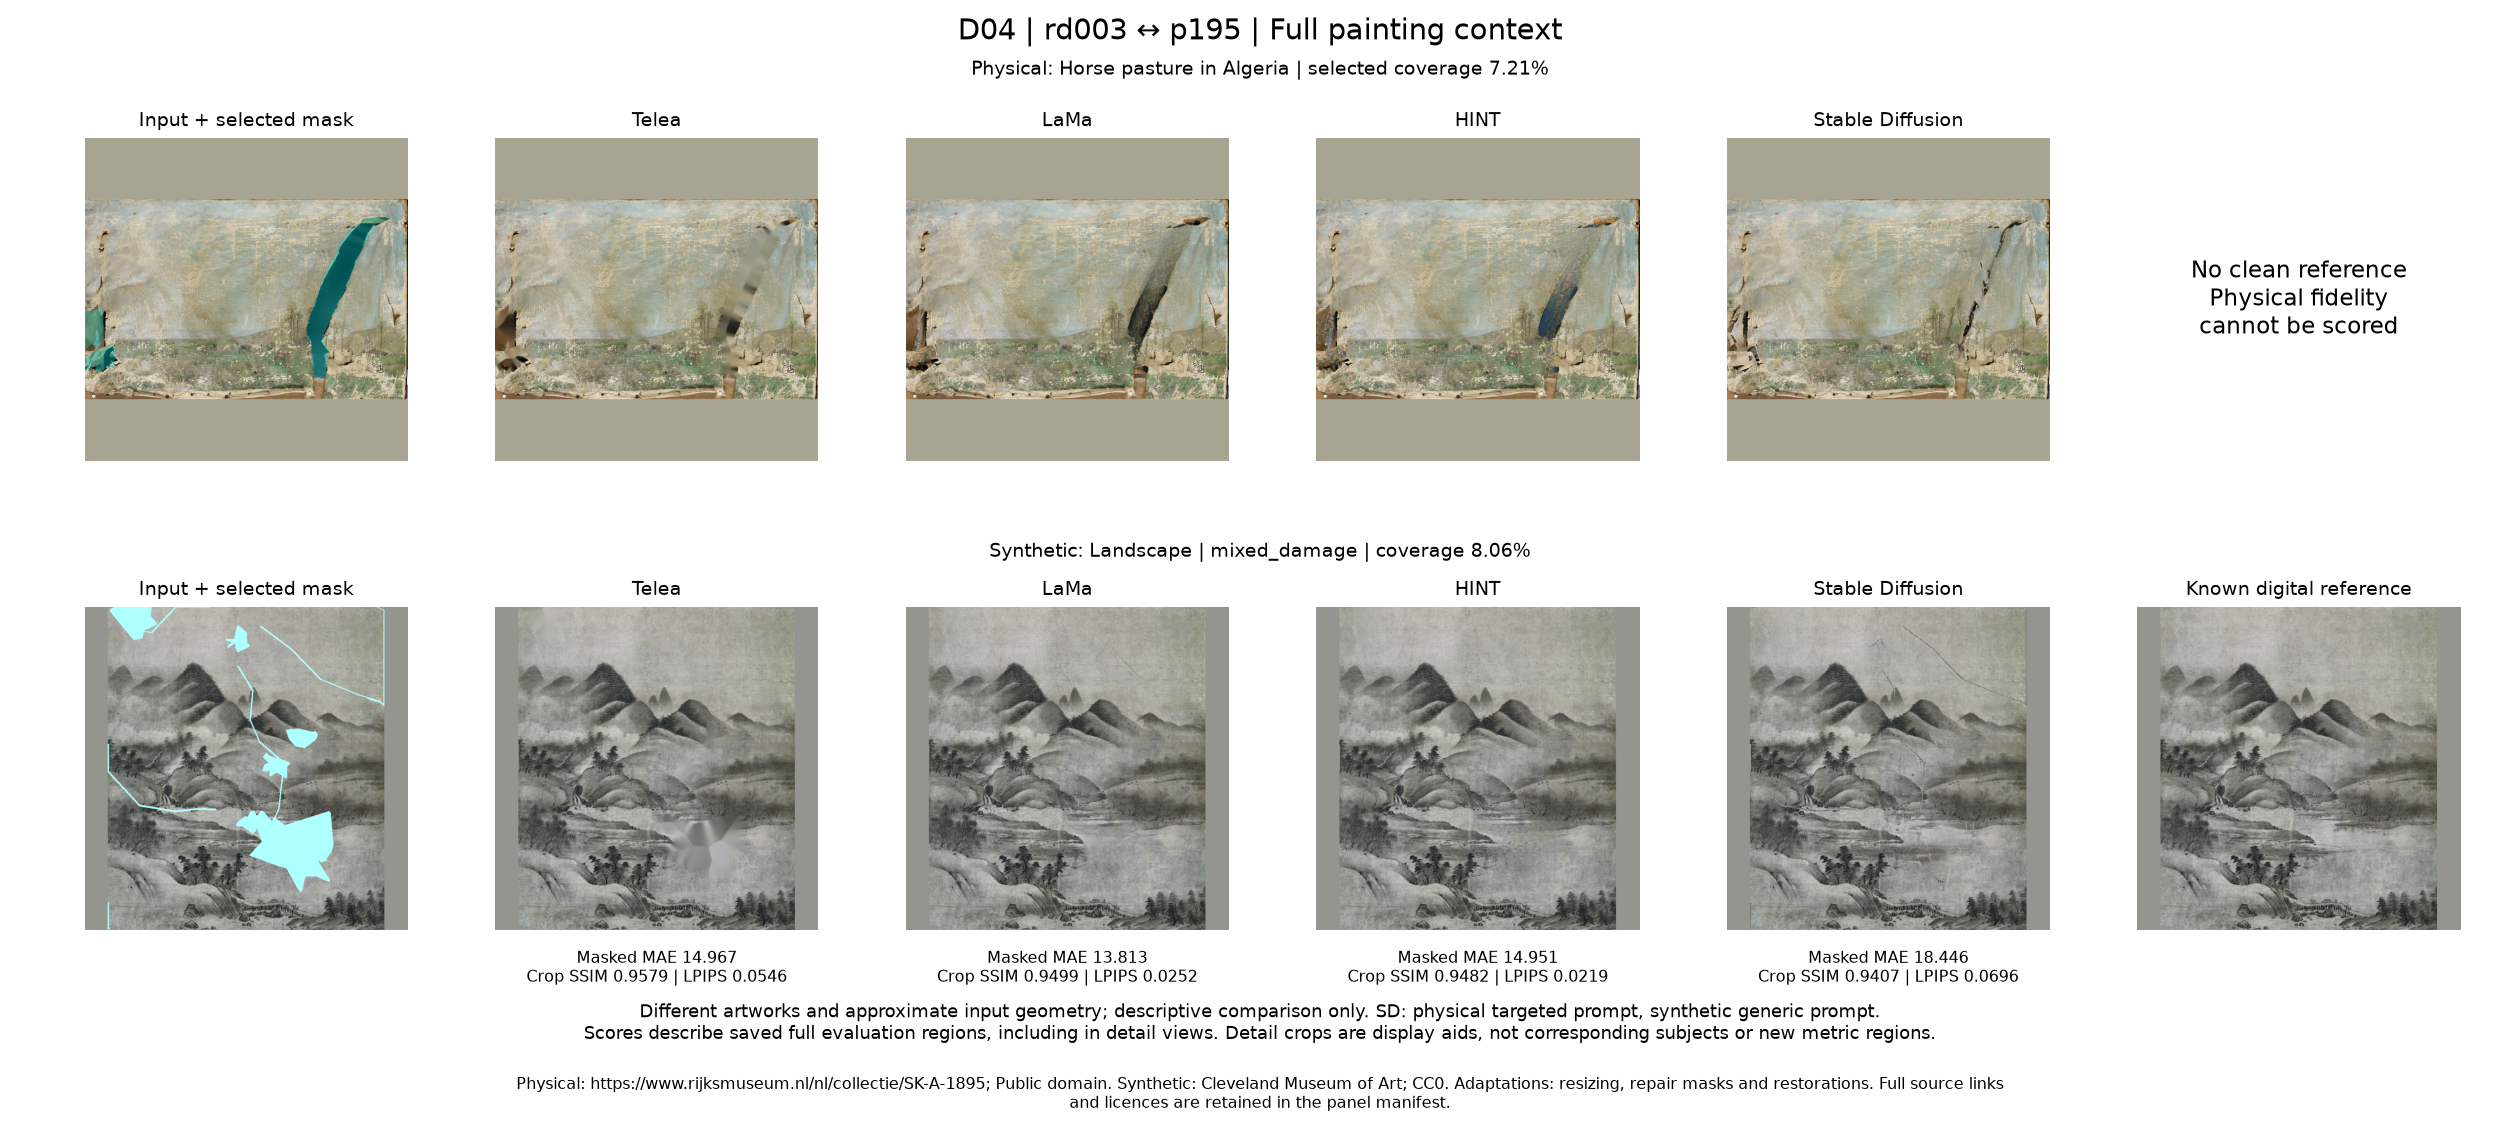 D04 | rd003 ↔ p195 | Full painting context
Physical: Horse pasture in Algeria | selected coverage 7.21%
Input + selected mask
Telea
LaMa
HINT
Stable Diffusion
No clean reference
Physical fidelity
cannot be scored
Synthetic: Landscape | mixed_damage | coverage 8.06%
Input + selected mask
Telea
LaMa
HINT
Stable Diffusion
Known digital reference
Masked MAE 14.967
Crop SSIM 0.9579 | LPIPS 0.0546
Masked MAE 13.813
Crop SSIM 0.9499 | LPIPS 0.0252
Masked MAE 14.951
Crop SSIM 0.9482 | LPIPS 0.0219
Masked MAE 18.446
Crop SSIM 0.9407 | LPIPS 0.0696
Different artworks and approximate input geometry; descriptive comparison only. SD: physical targeted prompt, synthetic generic prompt.
Scores describe saved full evaluation regions, including in detail views. Detail crops are display aids, not corresponding subjects or new metric regions.
Physical: https://www.rijksmuseum.nl/nl/collectie/SK-A-1895; Public domain. Synthetic: Cleveland Museum of Art; CC0. Adaptations: resizing, repair masks and restorations. Full source links
and licences are retained in the panel manifest.